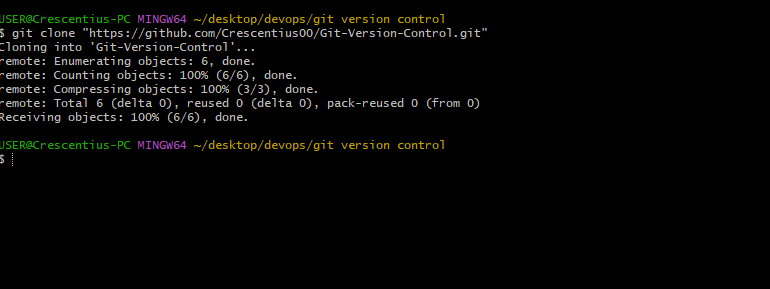 USER@Crescentius-PC MINGW64 ~/desktop/devops/git version control
$ git clone "https://github.com/Crescentius00/Git-Version-Control.git"
Cloning into 'Git-Version-Control'...
remote: Enumerating objects: 6, done.
remote: Counting objects: 100% (6/6), done.
remote: Compressing objects: 100% (3/3), done.
remote: Total 6 (delta 0), reused 0 (delta 0), pack-reused 0 (from 0)
Receiving objects: 100% (6/6), done.
USER@Crescentius-PC MINGW64 ~/desktop/devops/git version control
$